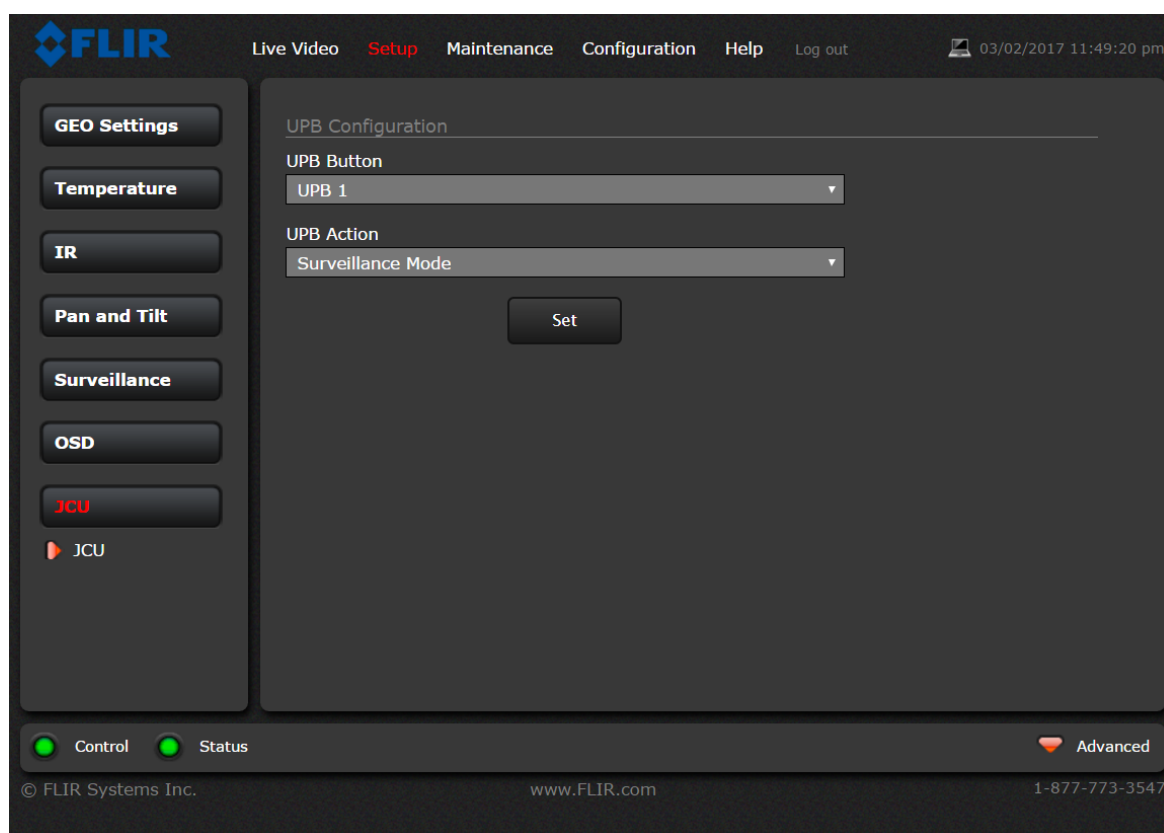 FLIR
Live Video Setup Maintenance Configuration Help Log out 03/02/2017 11:49:20 pm
GEO Settings
Temperature
IR
Pan and Tilt
Surveillance
OSD
JCU
JCU
UPB Configuration
UPB Button
UPB 1
UPB Action
Surveillance Mode
Set
Control Status Advanced
© FLIR Systems Inc. www.FLIR.com 1-877-773-3547